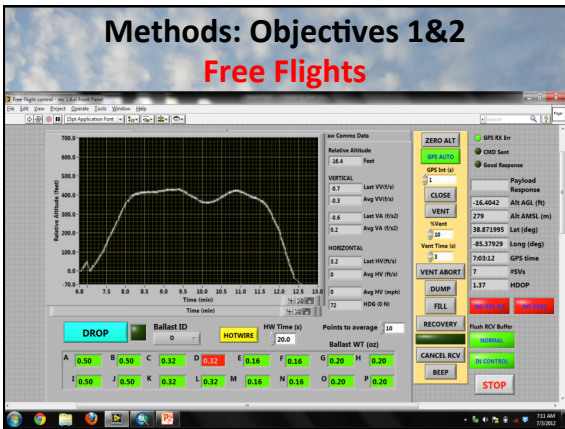 Methods: Objectives 1&2
Free Flights
Free Flight control - rev 1.8.vi Front Panel
File Edit View Project Operate Tools Window Help
15pt Application Font
Search
aw Comms Data
Relative Altitude
-16.4 Feet
VERTICAL
-0.7 Last VV(f/s)
-0.3 Avg VV(f/s)
-0.6 Last VA (f/s2)
0.2 Avg VA (f/s2)
HORIZONTAL
3.2 Last HV(ft/s)
0 Avg HV (ft/s)
0 Avg HV (mph)
72 HDG (0 N)
Relative Altitude (feet)
700.0
600.0
500.0
400.0
300.0
200.0
100.0
0.0
-70.0
7.0 7.5 8.0 8.5 9.0 9.5 10.0 10.5 11.0 11.5 12.0 12.5 13.0
Time (min)
Time (min)
ZERO ALT
GPS AUTO
GPS Int (s)
1
CLOSE
VENT
%Vent
10
Vent Time (s)
3
VENT ABORT
DUMP
FILL
RECOVERY
CANCEL RCV
BEEP
GPS RX Err
CMD Sent
Good Response
Payload
Response
-16.4042 Alt AGL (ft)
279 Alt AMSL (m)
38.871995 Lat (deg)
-85.37929 Long (deg)
7:03:12 GPS time
7 #SVs
1.37 HDOP
Flush RCV Buffer
NORMAL
IN CONTROL
STOP
DROP
Ballast ID
D
HOTWIRE
HW Time (s)
20.0
Points to average 10
Ballast WT (oz)
A 0.50 B 0.50 C 0.32 D 0.32 E 0.16 F 0.16 G 0.20 H 0.20
I 0.50 J 0.50 K 0.32 L 0.32 M 0.16 N 0.16 O 0.20 P 0.20
7:51 AM
7/3/2012